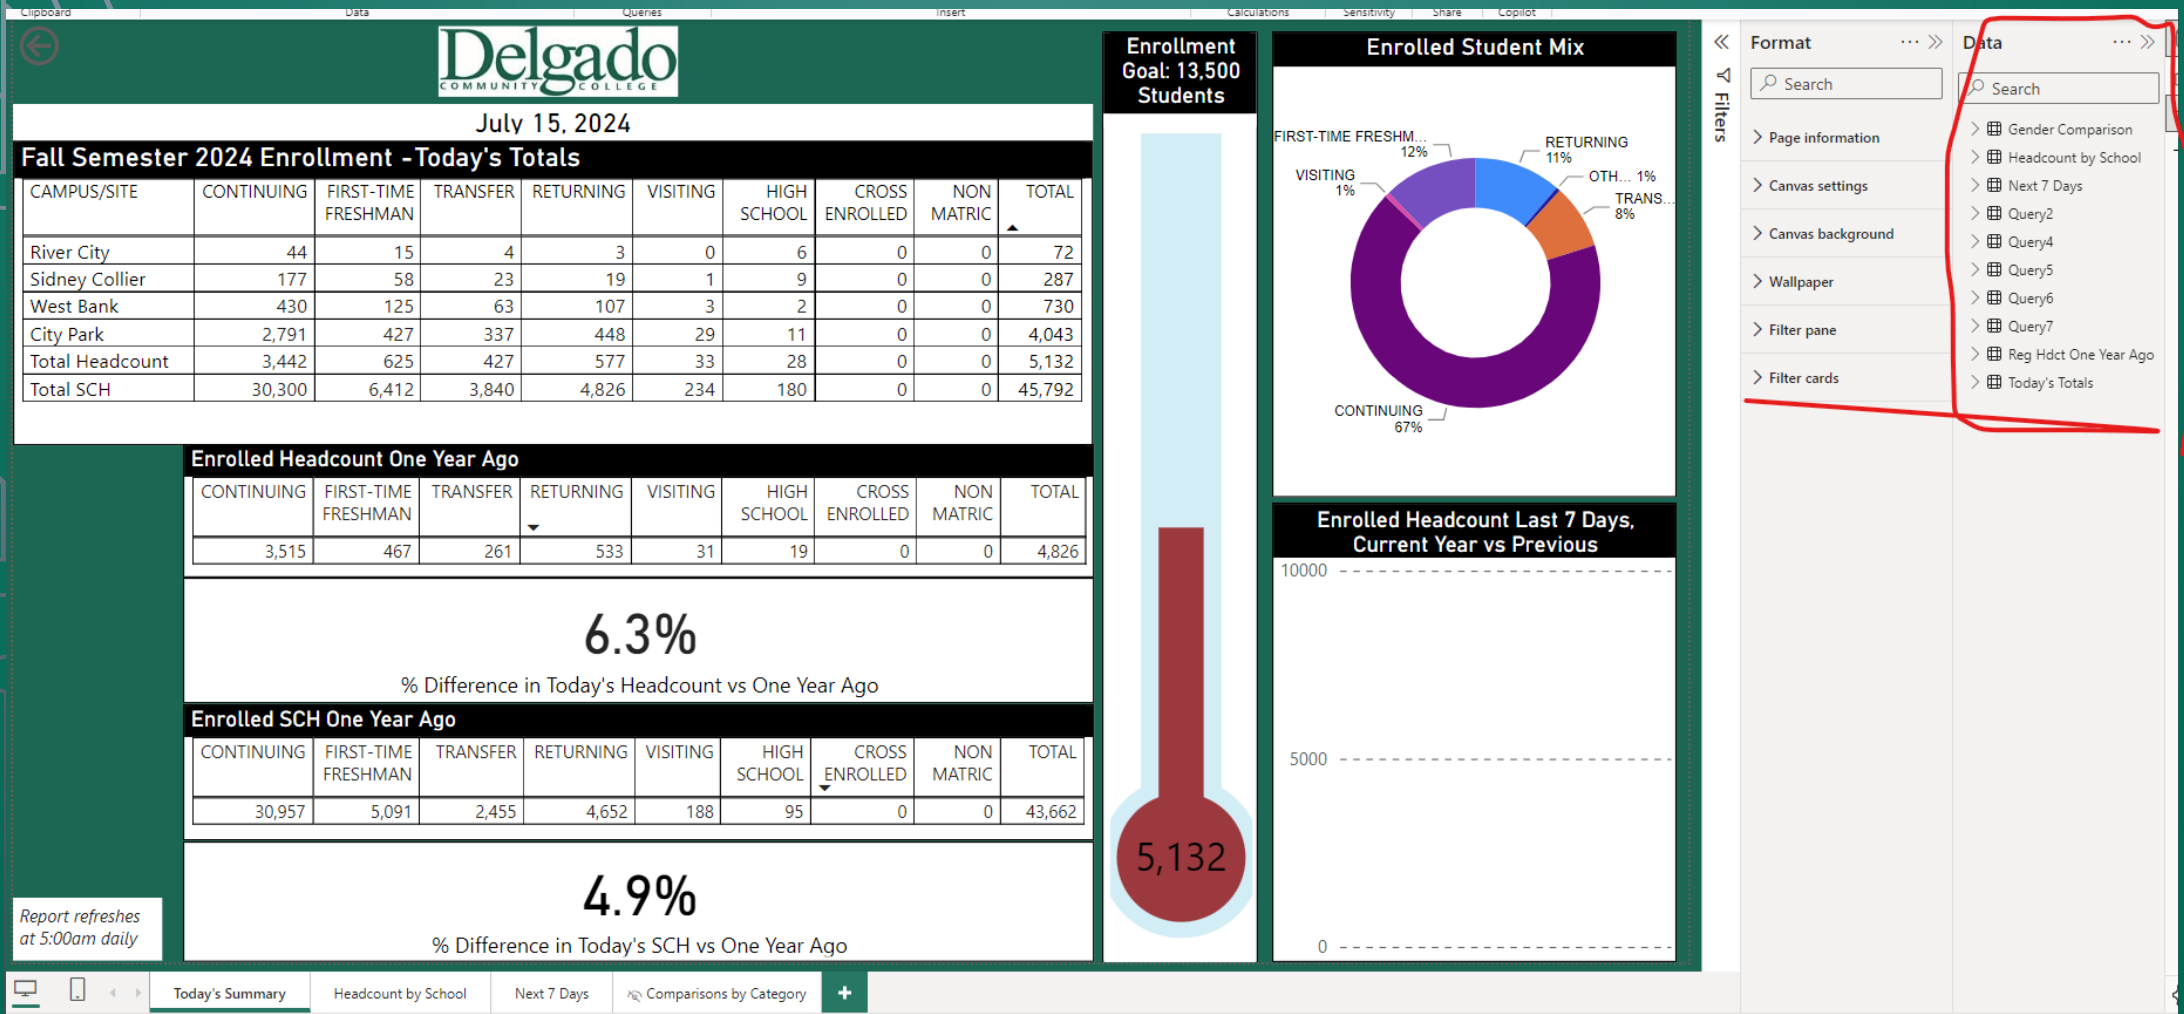 Clipboard Data Queries Insert Calculations Sensitivity Share Copilot
Delgado
COMMUNITY COLLEGE
July 15, 2024
Fall Semester 2024 Enrollment -Today's Totals
CAMPUS/SITE CONTINUING FIRST-TIME FRESHMAN TRANSFER RETURNING VISITING HIGH SCHOOL CROSS ENROLLED NON MATRIC TOTAL
River City 44 15 4 3 0 6 0 0 72
Sidney Collier 177 58 23 19 1 9 0 0 287
West Bank 430 125 63 107 3 2 0 0 730
City Park 2,791 427 337 448 29 11 0 0 4,043
Total Headcount 3,442 625 427 577 33 28 0 0 5,132
Total SCH 30,300 6,412 3,840 4,826 234 180 0 0 45,792
Enrolled Headcount One Year Ago
CONTINUING FIRST-TIME FRESHMAN TRANSFER RETURNING VISITING HIGH SCHOOL CROSS ENROLLED NON MATRIC TOTAL
3,515 467 261 533 31 19 0 0 4,826
6.3%
% Difference in Today's Headcount vs One Year Ago
Enrolled SCH One Year Ago
CONTINUING FIRST-TIME FRESHMAN TRANSFER RETURNING VISITING HIGH SCHOOL CROSS ENROLLED NON MATRIC TOTAL
30,957 5,091 2,455 4,652 188 95 0 0 43,662
4.9%
% Difference in Today's SCH vs One Year Ago
Report refreshes
at 5:00am daily
Enrollment
Goal: 13,500
Students
5,132
Enrolled Student Mix
FIRST-TIME FRESHM...
12%
RETURNING
11%
VISITING
1%
OTH... 1%
TRANS...
8%
CONTINUING
67%
Enrolled Headcount Last 7 Days,
Current Year vs Previous
10000
5000
0
Filters
Format
Search
Page information
Canvas settings
Canvas background
Wallpaper
Filter pane
Filter cards
Data
Search
Gender Comparison
Headcount by School
Next 7 Days
Query2
Query4
Query5
Query6
Query7
Reg Hdct One Year Ago
Today's Totals
Today's Summary Headcount by School Next 7 Days Comparisons by Category +